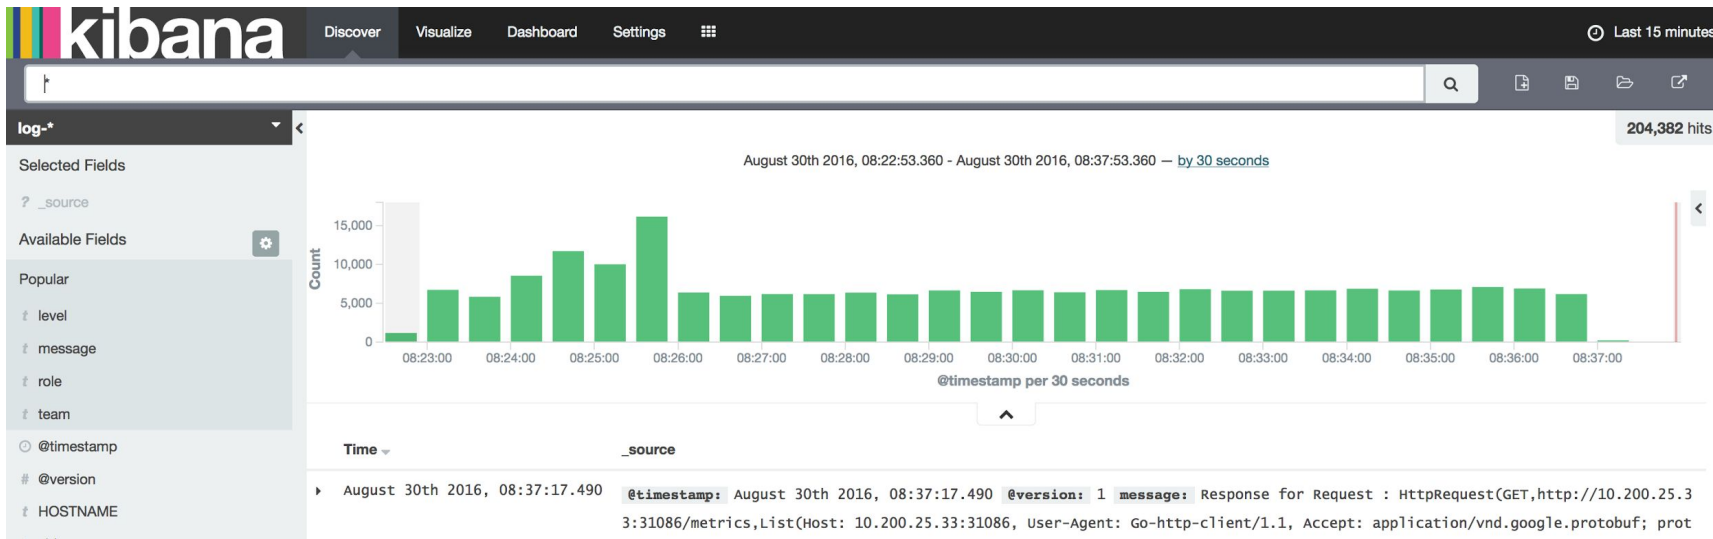 kibana Discover Visualize Dashboard Settings Last 15 minutes
*
log-*
204,382 hits
Selected Fields
August 30th 2016, 08:22:53.360 - August 30th 2016, 08:37:53.360 — by 30 seconds
? _source
Available Fields
Popular
t level
t message
t role
t team
@timestamp
# @version
t HOSTNAME
Count
15,000
10,000
5,000
0
08:23:00 08:24:00 08:25:00 08:26:00 08:27:00 08:28:00 08:29:00 08:30:00 08:31:00 08:32:00 08:33:00 08:34:00 08:35:00 08:36:00 08:37:00
@timestamp per 30 seconds
Time _source
August 30th 2016, 08:37:17.490 @timestamp: August 30th 2016, 08:37:17.490 @version: 1 message: Response for Request : HttpRequest(GET,http://10.200.25.3
3:31086/metrics,List(Host: 10.200.25.33:31086, User-Agent: Go-http-client/1.1, Accept: application/vnd.google.protobuf; prot